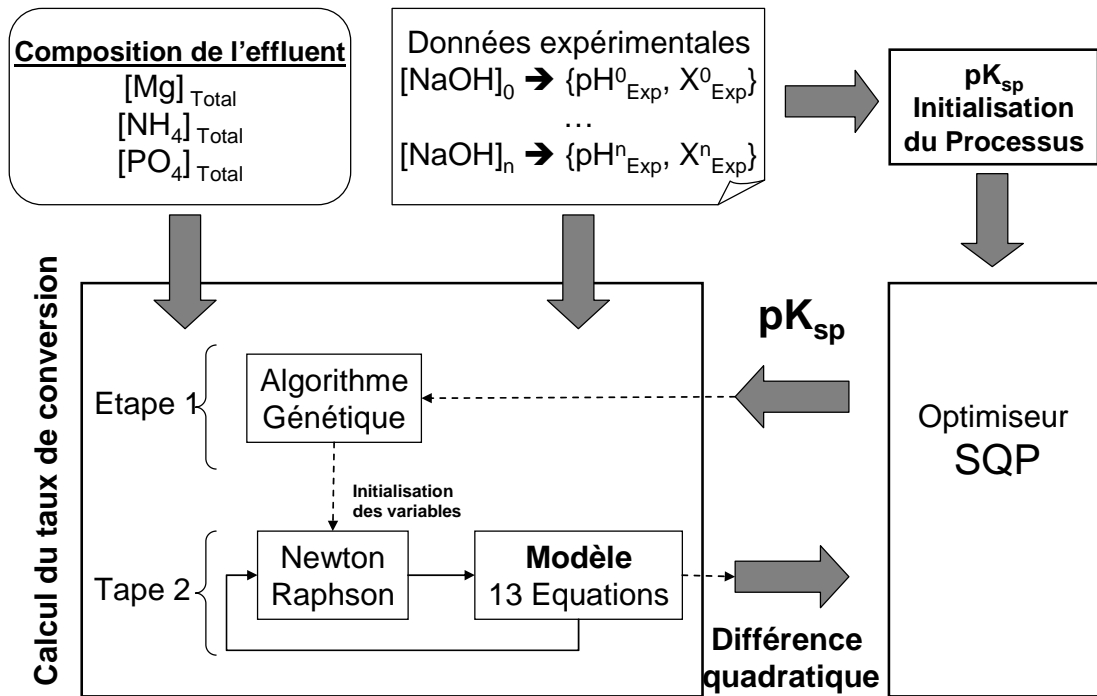 Composition de l'effluent
[Mg] Total
[NH4] Total
[PO4] Total
Données expérimentales
[NaOH]0 ➔ {pH0Exp, X0Exp}
...
[NaOH]n ➔ {pHnExp, XnExp}
pKsp
Initialisation
du Processus
Calcul du taux de conversion
Etape 1
Algorithme
Génétique
pKsp
Optimiseur
SQP
Initialisation
des variables
Tape 2
Newton
Raphson
Modèle
13 Equations
Différence
quadratique